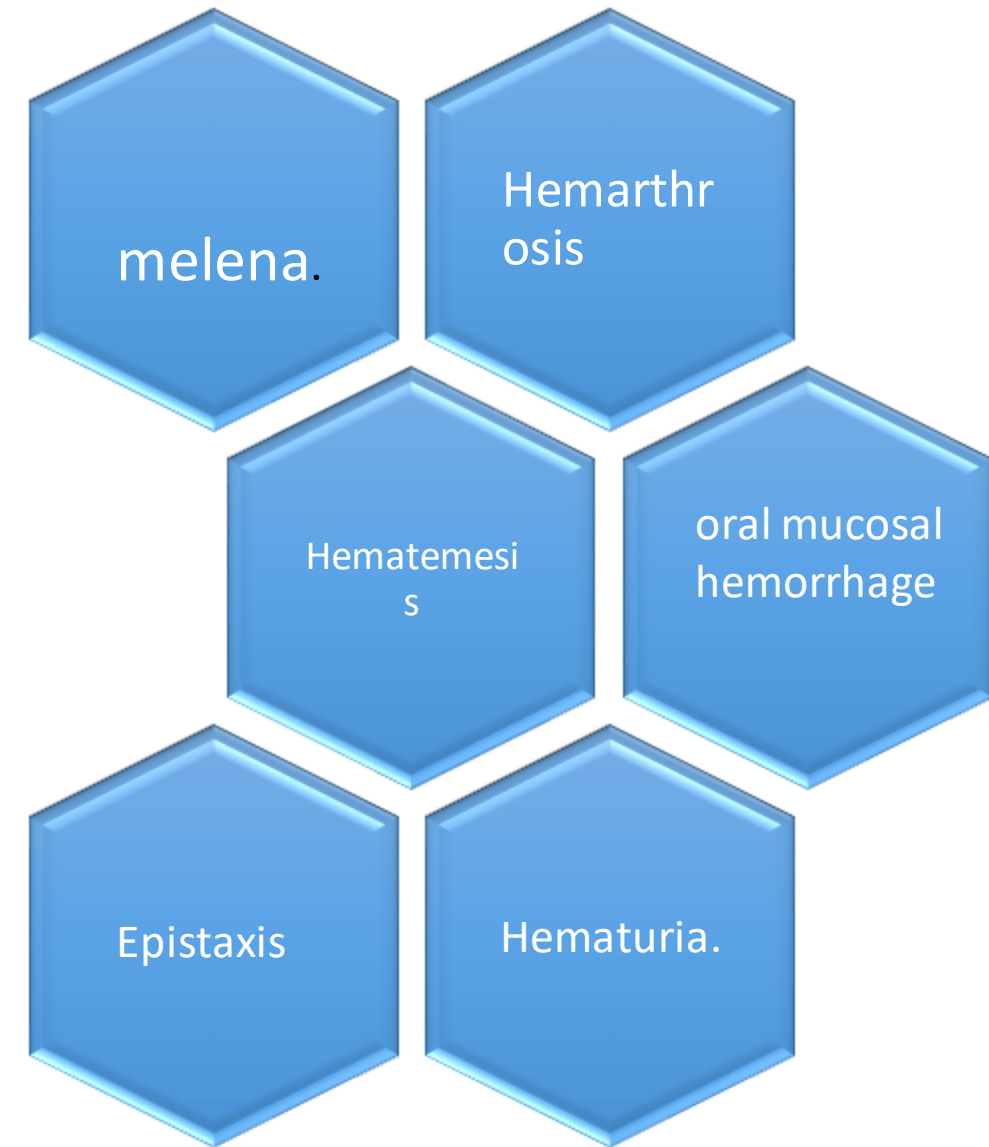 melena.
Hemarthr
osis
Hematemesi
s
oral mucosal
hemorrhage
Epistaxis
Hematuria.